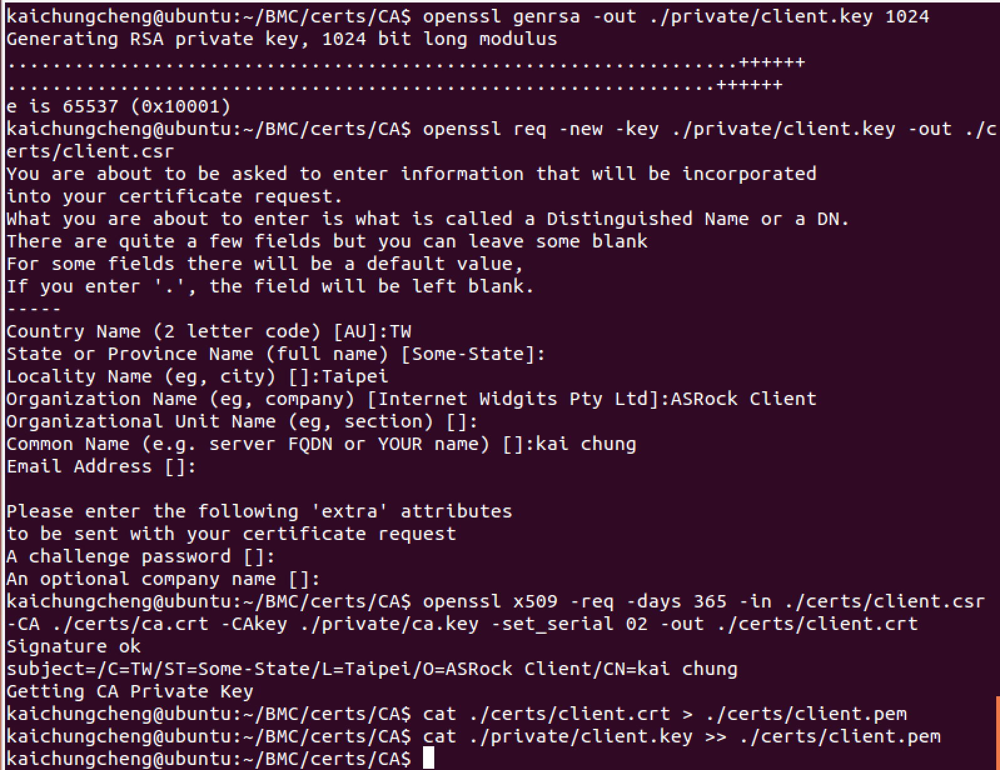 kaichungcheng@ubuntu:~/BMC/certs/CA$ openssl genrsa -out ./private/client.key 1024
Generating RSA private key, 1024 bit long modulus
.................................................................++++++
...............................................................++++++
e is 65537 (0x10001)
kaichungcheng@ubuntu:~/BMC/certs/CA$ openssl req -new -key ./private/client.key -out ./c
erts/client.csr
You are about to be asked to enter information that will be incorporated
into your certificate request.
What you are about to enter is what is called a Distinguished Name or a DN.
There are quite a few fields but you can leave some blank
For some fields there will be a default value,
If you enter '.', the field will be left blank.
-----
Country Name (2 letter code) [AU]:TW
State or Province Name (full name) [Some-State]:
Locality Name (eg, city) []:Taipei
Organization Name (eg, company) [Internet Widgits Pty Ltd]:ASRock Client
Organizational Unit Name (eg, section) []:
Common Name (e.g. server FQDN or YOUR name) []:kai chung
Email Address []:
Please enter the following 'extra' attributes
to be sent with your certificate request
A challenge password []:
An optional company name []:
kaichungcheng@ubuntu:~/BMC/certs/CA$ openssl x509 -req -days 365 -in ./certs/client.csr
-CA ./certs/ca.crt -CAkey ./private/ca.key -set_serial 02 -out ./certs/client.crt
Signature ok
subject=/C=TW/ST=Some-State/L=Taipei/O=ASRock Client/CN=kai chung
Getting CA Private Key
kaichungcheng@ubuntu:~/BMC/certs/CA$ cat ./certs/client.crt > ./certs/client.pem
kaichungcheng@ubuntu:~/BMC/certs/CA$ cat ./private/client.key >> ./certs/client.pem
kaichungcheng@ubuntu:~/BMC/certs/CA$